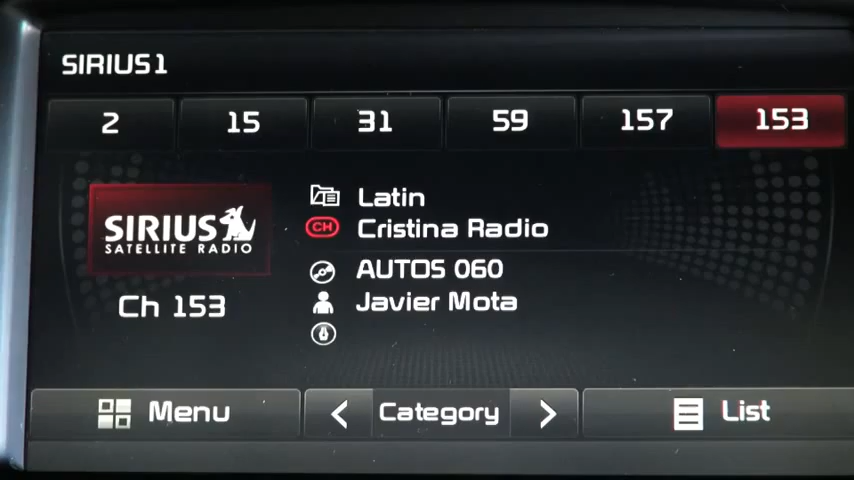 SIRIUS1
2 15 31 59 157 153
Latin
CH Cristina Radio
SIRIUS
SATELLITE RADIO
AUTOS 060
Ch 153
Javier Mota
Menu < Category > List